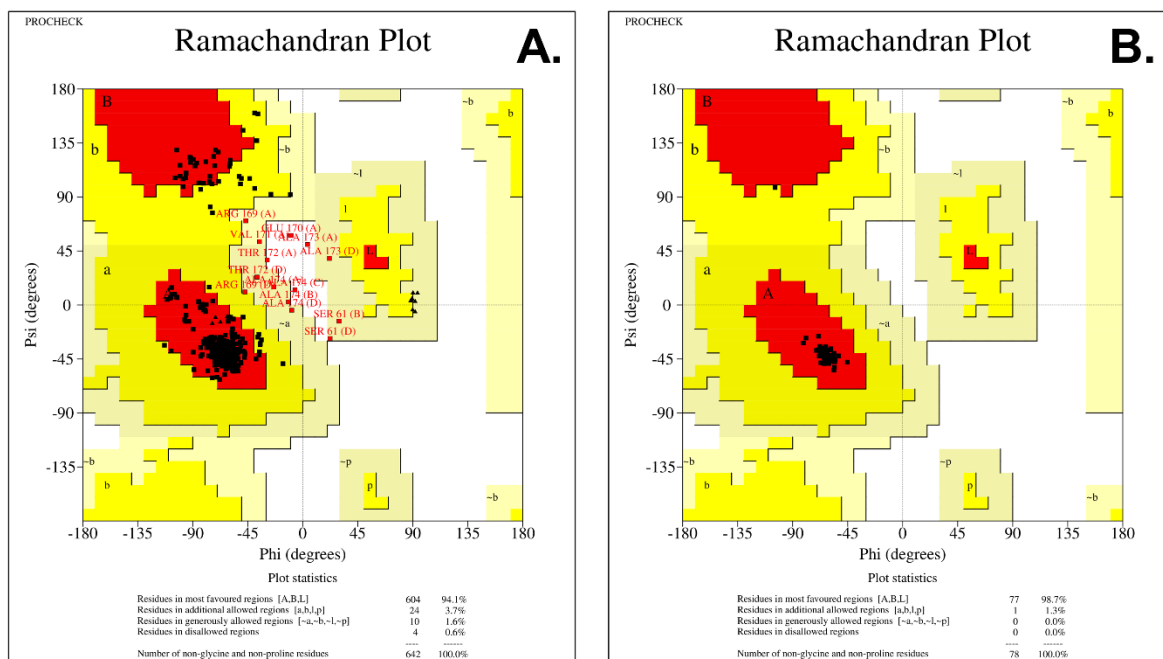 PROCHECK
Ramachandran Plot
A.
180
135
90
45
0
-45
-90
-135
Psi (degrees)
B
b
~b
~b
b
~l
l
L
a
~a
ARG 169 (A)
GLU 170 (A)
VAL 171 (A)
ALA 173 (A)
THR 172 (A)
ALA 173 (D)
THR 172 (D)
ARG 169 (D)
ALA 174 (B)
ALA 174 (D)
SER 61 (B)
SER 61 (D)
~b
b
~p
p
~b
-180 -135 -90 -45 0 45 90 135 180
Phi (degrees)
Plot statistics
Residues in most favoured regions [A,B,L] 604 94.1%
Residues in additional allowed regions [a,b,l,p] 24 3.7%
Residues in generously allowed regions [~a,~b,~l,~p] 10 1.6%
Residues in disallowed regions 4 0.6%
---- ------
Number of non-glycine and non-proline residues 642 100.0%
PROCHECK
Ramachandran Plot
B.
180
135
90
45
0
-45
-90
-135
Psi (degrees)
B
b
~b
~b
b
~l
l
L
a
A
~a
~b
b
~p
p
~b
-180 -135 -90 -45 0 45 90 135 180
Phi (degrees)
Plot statistics
Residues in most favoured regions [A,B,L] 77 98.7%
Residues in additional allowed regions [a,b,l,p] 1 1.3%
Residues in generously allowed regions [~a,~b,~l,~p] 0 0.0%
Residues in disallowed regions 0 0.0%
---- ------
Number of non-glycine and non-proline residues 78 100.0%